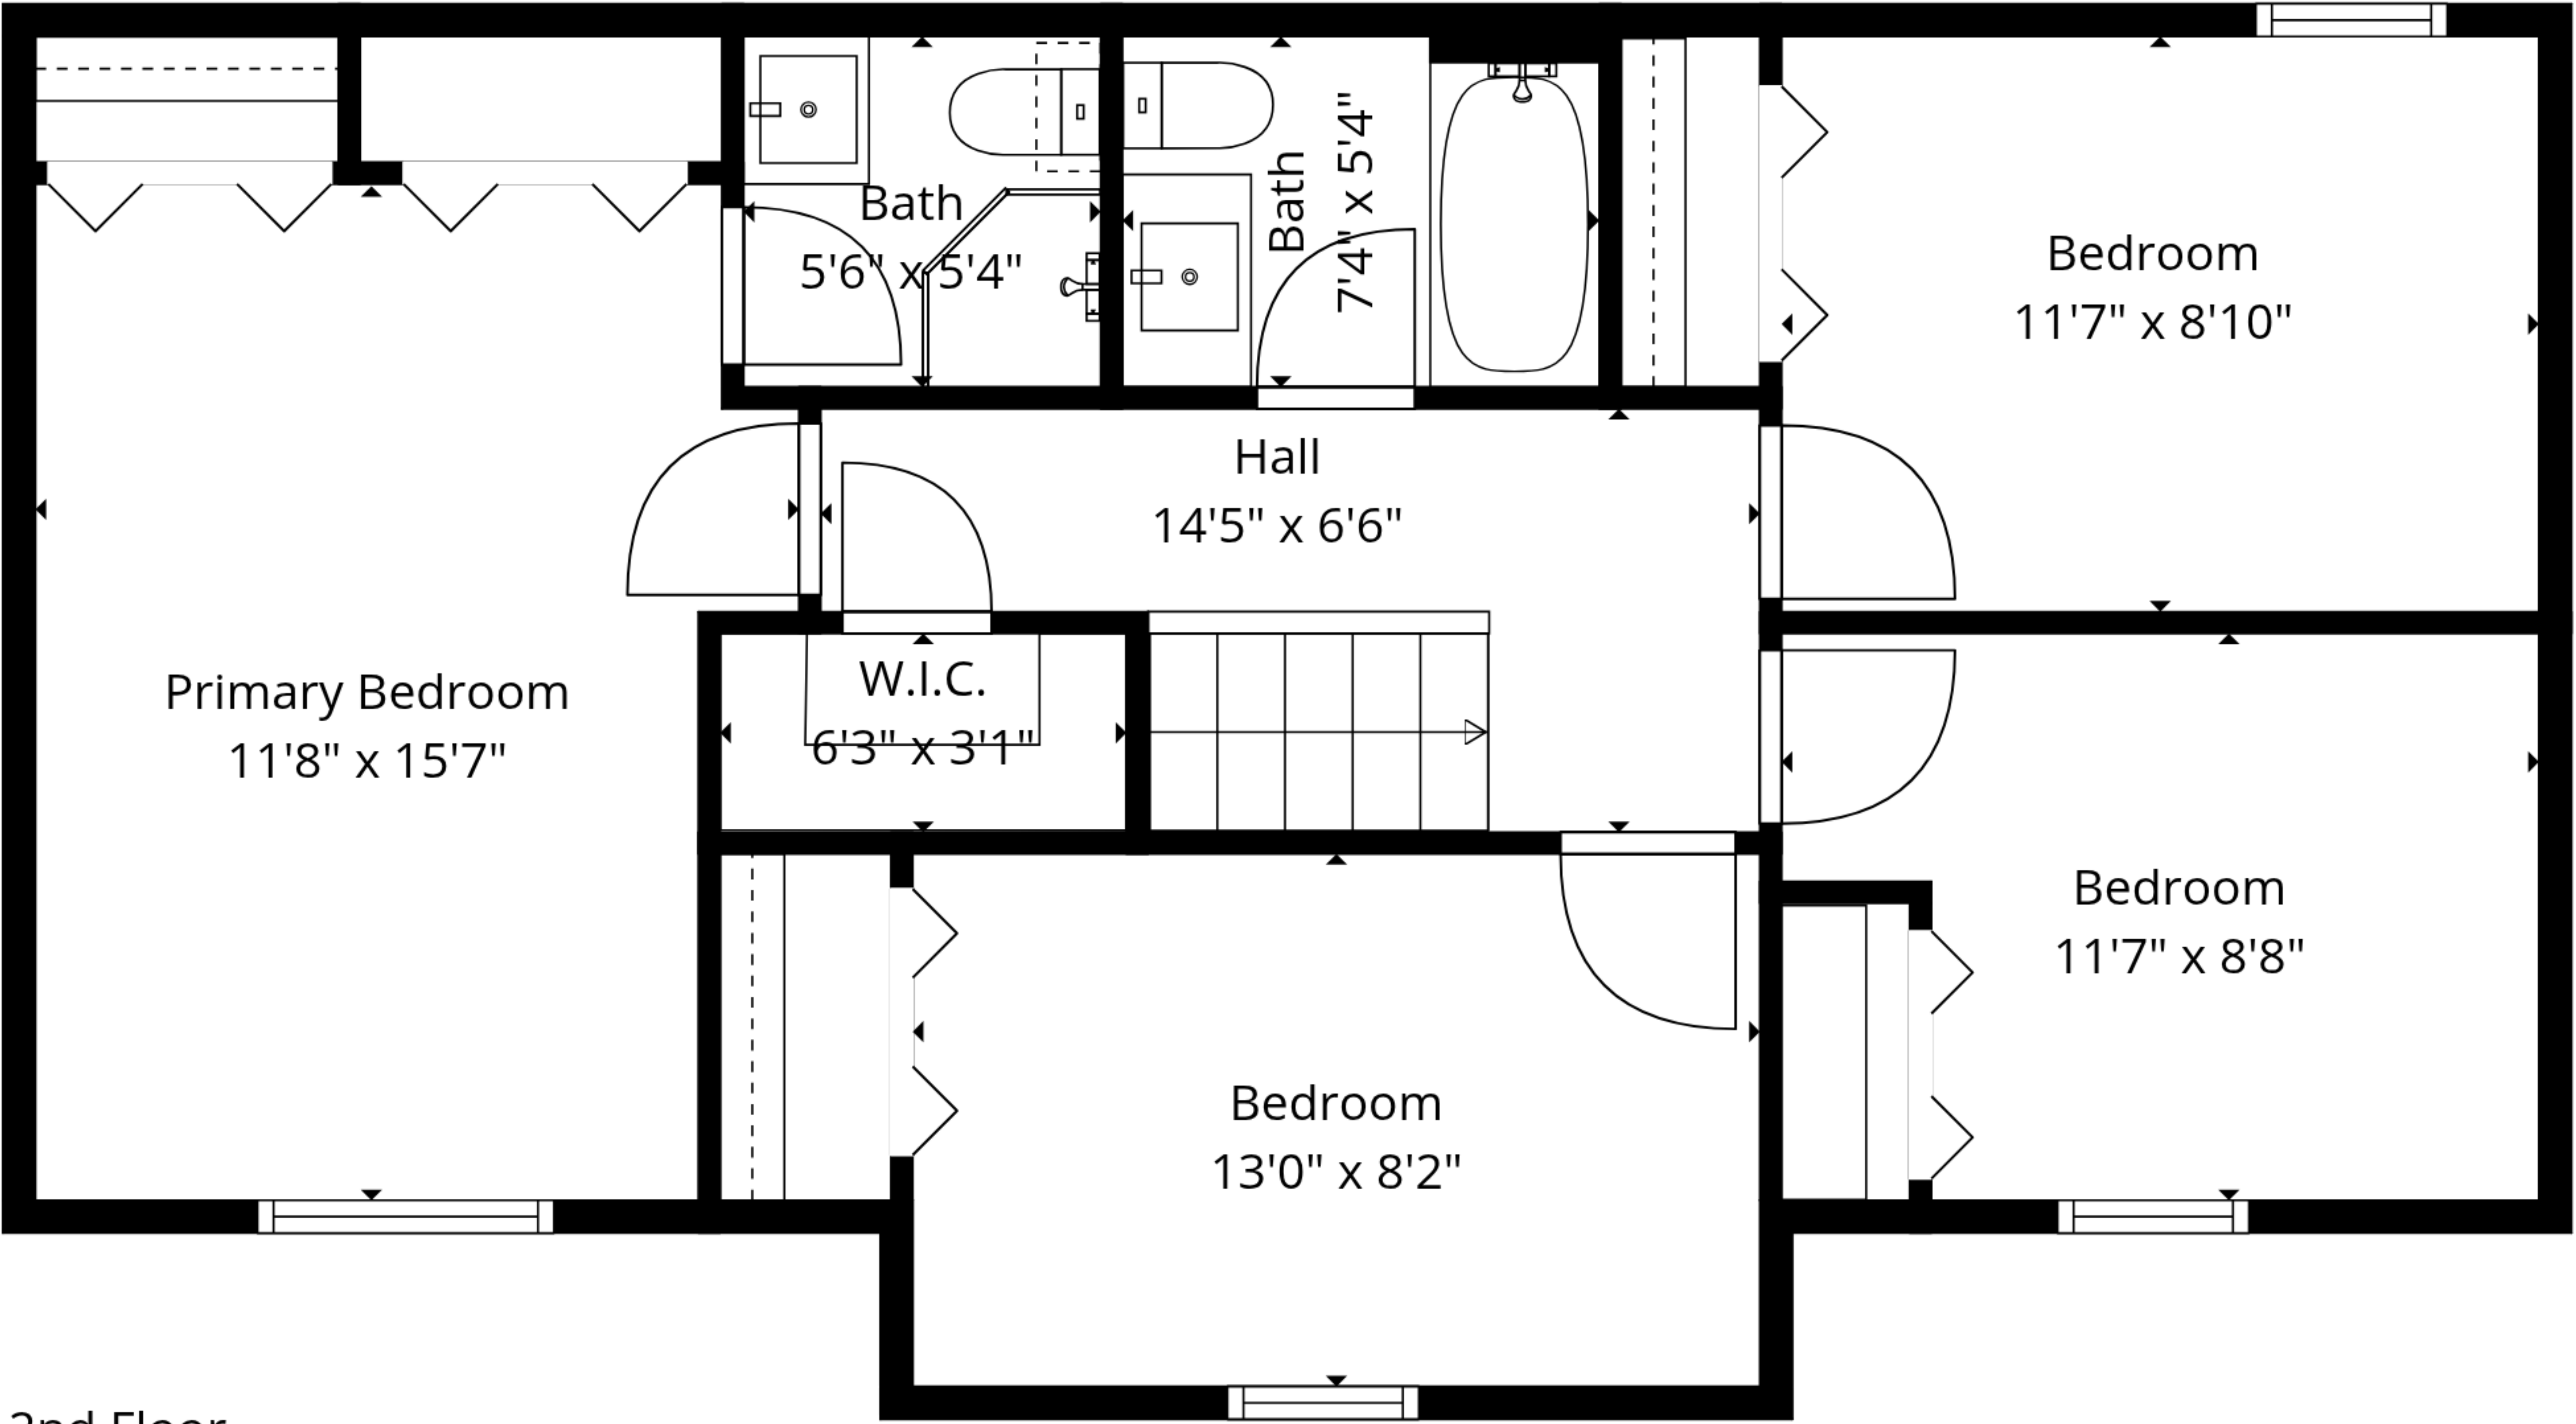 Bath
5'6" x 5'4"
Bath
7'4" x 5'4"
Bedroom
11'7" x 8'10"
Hall
14'5" x 6'6"
Primary Bedroom
11'8" x 15'7"
W.I.C.
6'3" x 3'1"
Bedroom
11'7" x 8'8"
Bedroom
13'0" x 8'2"
2nd Floor